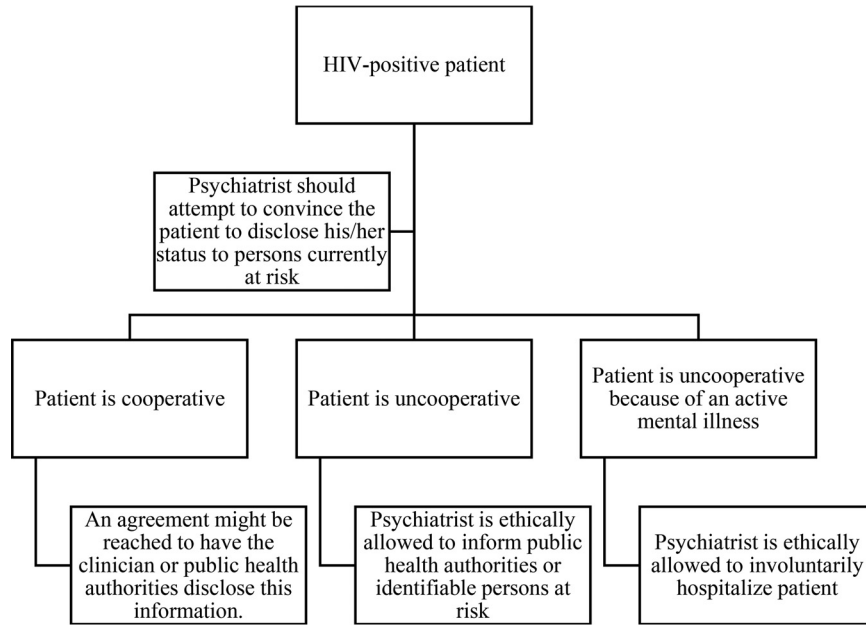 HIV-positive patient
Psychiatrist should
attempt to convince the
patient to disclose his/her
status to persons currently
at risk
Patient is cooperative
Patient is uncooperative
Patient is uncooperative
because of an active
mental illness
An agreement might be
reached to have the
clinician or public health
authorities disclose this
information.
Psychiatrist is ethically
allowed to inform public
health authorities or
identifiable persons at
risk
Psychiatrist is ethically
allowed to involuntarily
hospitalize patient